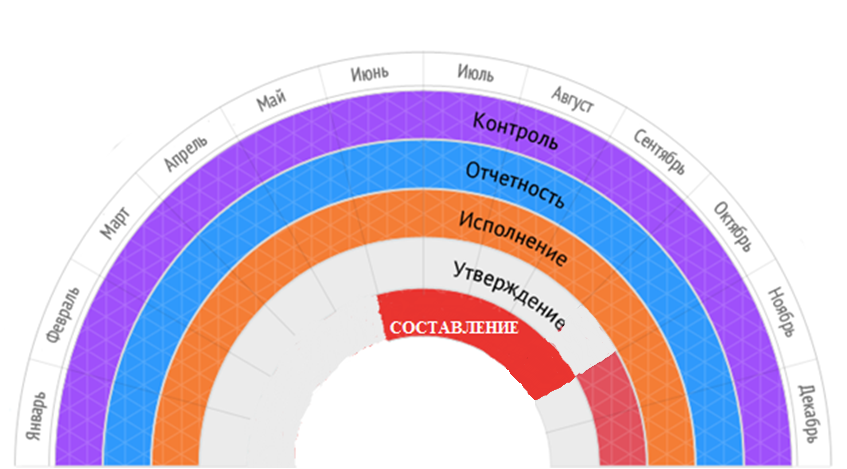 Январь
Февраль
Март
Апрель
Май
Июнь
Июль
Август
Сентябрь
Октябрь
Ноябрь
Декабрь
Контроль
Отчетность
Исполнение
Утверждение
СОСТАВЛЕНИЕ